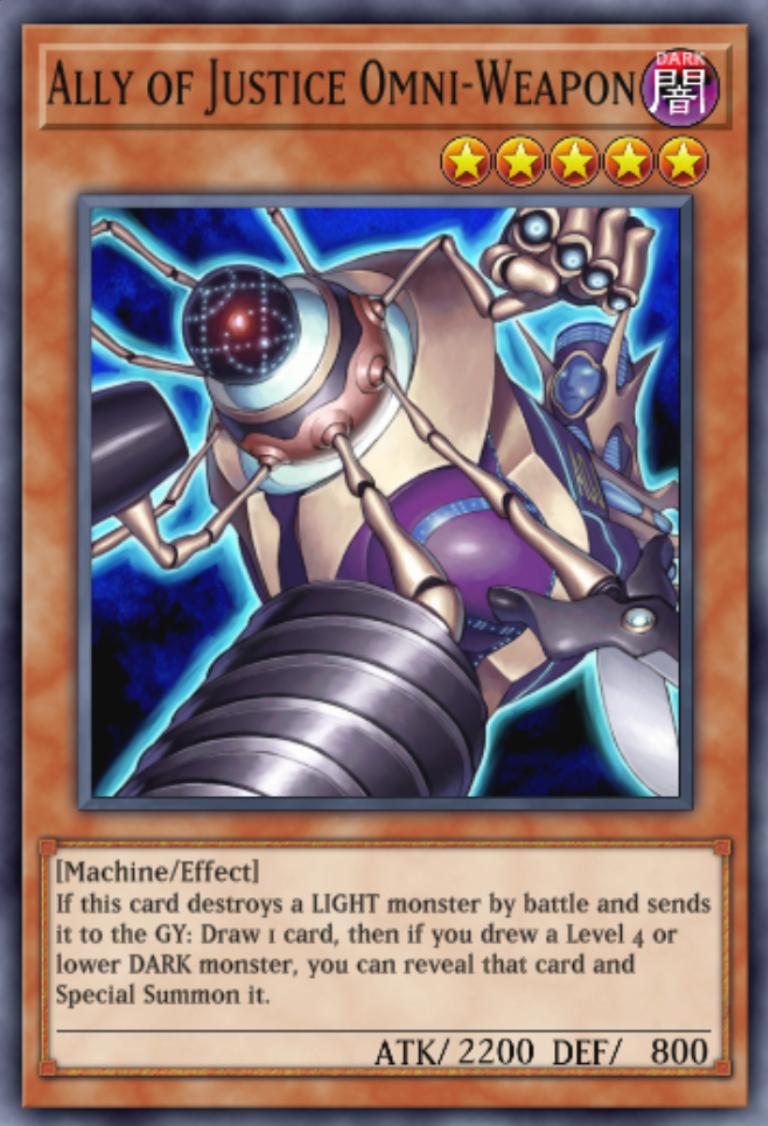 Ally of Justice Omni-Weapon
DARK
闇
[Machine/Effect]
If this card destroys a LIGHT monster by battle and sends
it to the GY: Draw 1 card, then if you drew a Level 4 or
lower DARK monster, you can reveal that card and
Special Summon it.
ATK/ 2200 DEF/ 800